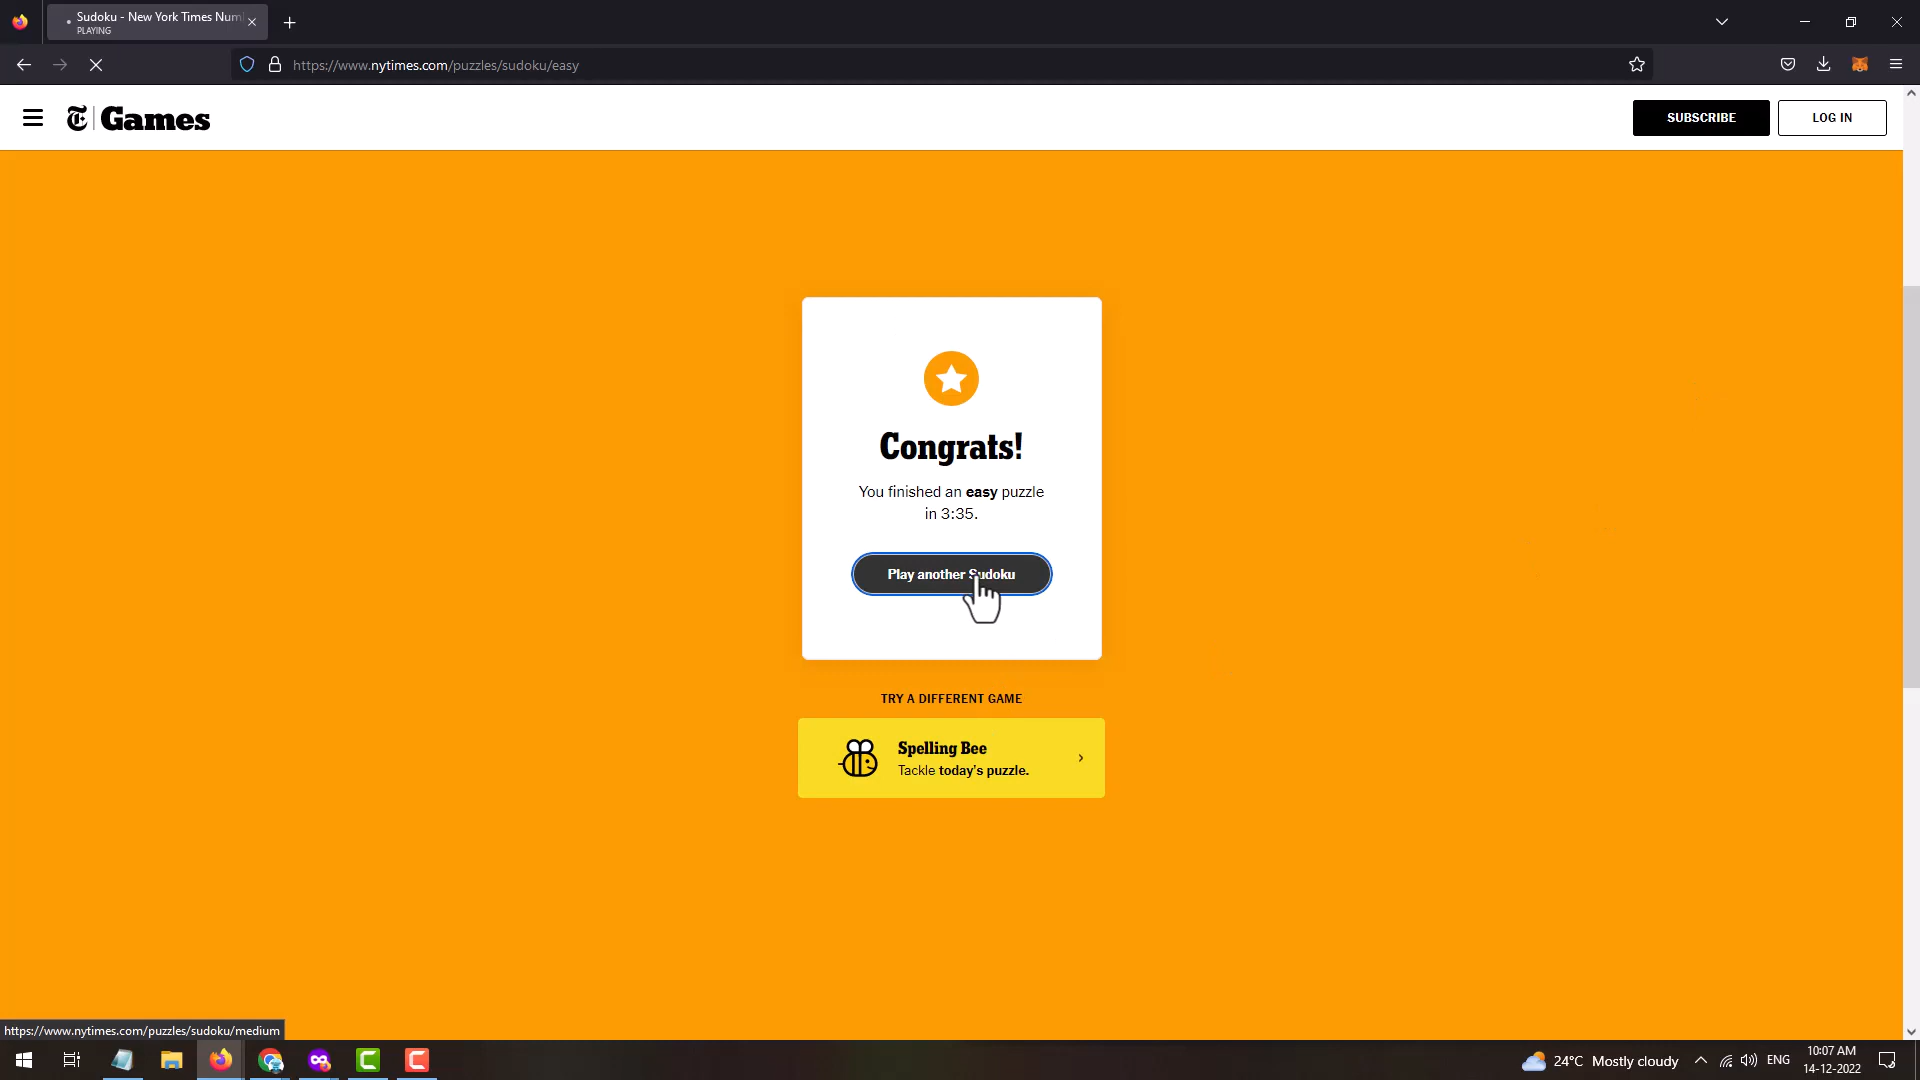 Sudoku - New York Times Num
PLAYING
https://www.nytimes.com/puzzles/sudoku/easy
T Games
SUBSCRIBE
LOG IN
Congrats!
You finished an easy puzzle
in 3:35.
Play another Sudoku
TRY A DIFFERENT GAME
Spelling Bee
Tackle today's puzzle.
https://www.nytimes.com/puzzles/sudoku/medium
24°C Mostly cloudy
ENG
10:07 AM
14-12-2022